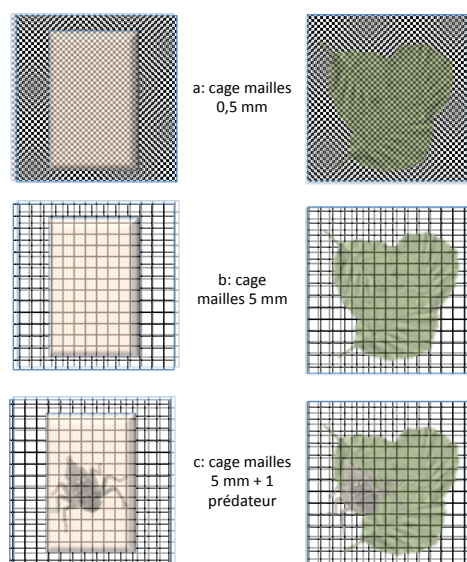 a: cage mailles
0,5 mm
b: cage
mailles 5 mm
c: cage mailles
5 mm + 1
prédateur